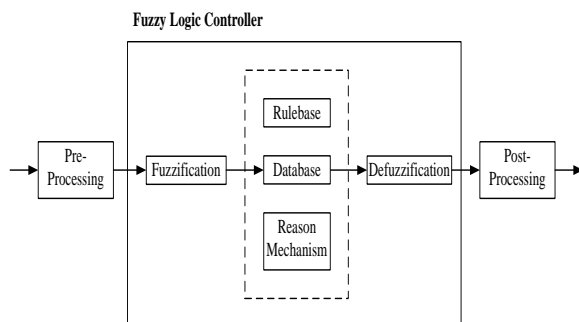 Fuzzy Logic Controller
Rulebase
Pre-
Processing
Fuzzification
Database
Defuzzification
Post-
Processing
Reason
Mechanism